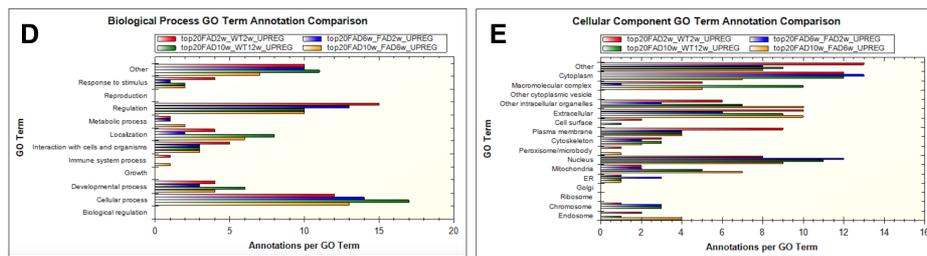 D
Biological Process GO Term Annotation Comparison
top20FAD2w_WT2w_UPREG top20FAD6w_FAD2w_UPREG
top20FAD10w_WT12w_UPREG top20FAD10w_FAD6w_UPREG
GO Term
Other
Response to stimulus
Reproduction
Regulation
Metabolic process
Localization
Interaction with cells and organisms
Immune system process
Growth
Developmental process
Cellular process
Biological regulation
0 5 10 15 20
Annotations per GO Term
E
Cellular Component GO Term Annotation Comparison
top20FAD2w_WT2w_UPREG top20FAD6w_FAD2w_UPREG
top20FAD10w_WT12w_UPREG top20FAD10w_FAD6w_UPREG
GO Term
Other
Cytoplasm
Macromolecular complex
Other cytoplasmic vesicle
Other intracellular organelles
Extracellular
Cell surface
Plasma membrane
Cytoskeleton
Peroxisome/microbody
Nucleus
Mitochondria
ER
Golgi
Ribosome
Chromosome
Endosome
0 2 4 6 8 10 12 14 16
Annotations per GO Term